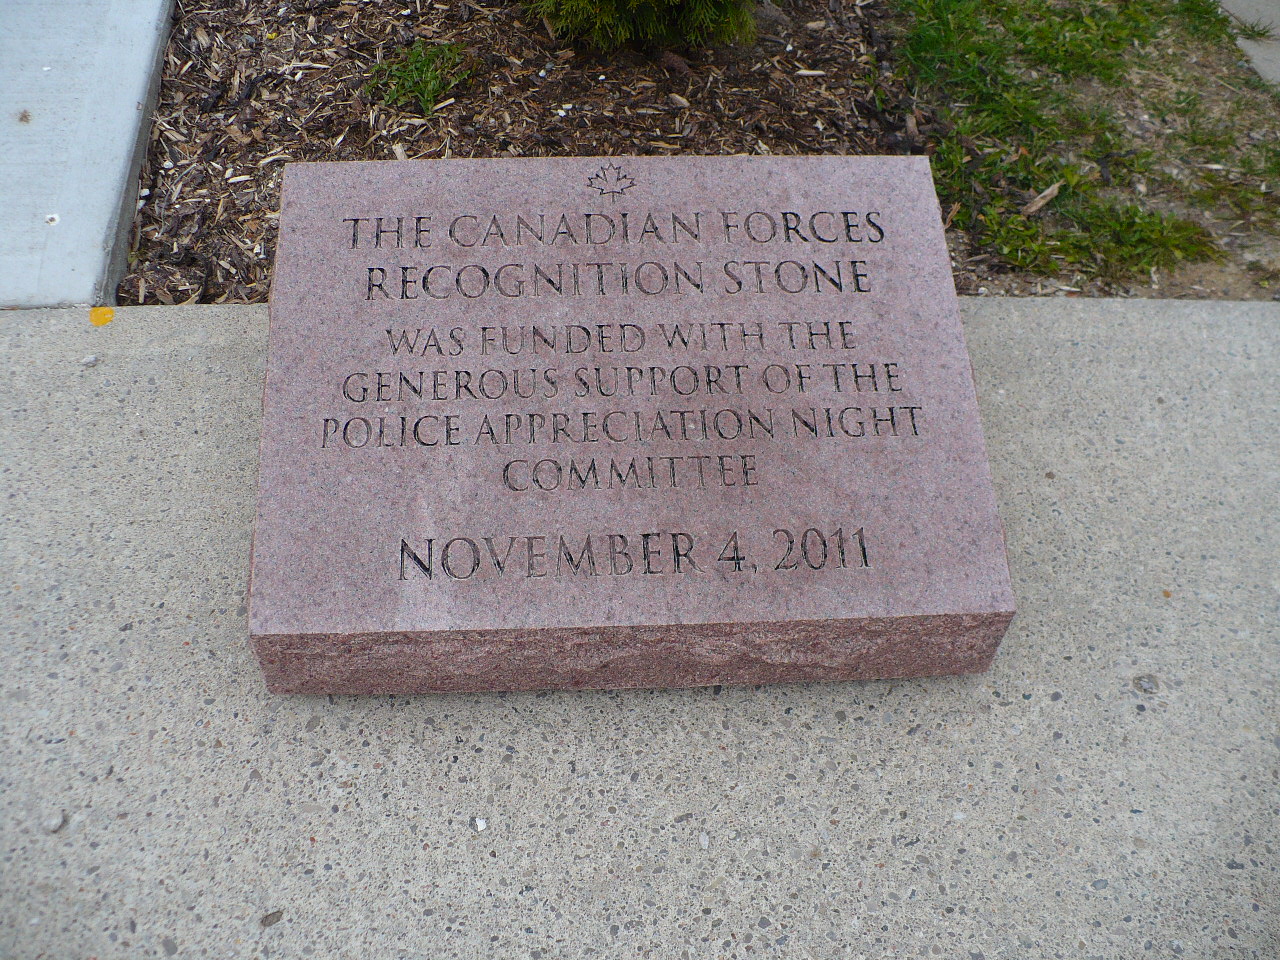 THE CANADIAN FORCES
RECOGNITION STONE
WAS FUNDED WITH THE
GENEROUS SUPPORT OF THE
POLICE APPRECIATION NIGHT
COMMITTEE
NOVEMBER 4, 2011